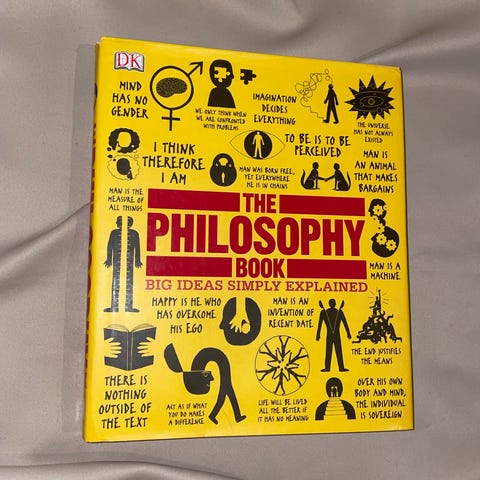 DK
MIND
HAS NO
GENDER
WE ONLY THINK WHEN
WE ARE CONFRONTED
WITH PROBLEMS
IMAGINATION
DECIDES
EVERYTHING
THE UNIVERSE
HAS NOT ALWAYS
EXISTED
I THINK
THEREFORE
I AM
TO BE IS TO BE
PERCEIVED
MAN WAS BORN FREE,
YET EVERYWHERE
HE IS IN CHAINS
MAN IS
AN ANIMAL
THAT MAKES
BARGAINS
MAN IS THE
MEASURE OF
ALL THINGS
THE
PHILOSOPHY
BOOK
BIG IDEAS SIMPLY EXPLAINED
MAN IS A
MACHINE
HAPPY IS HE WHO
HAS OVERCOME
HIS EGO
MAN IS AN
INVENTION OF
RECENT DATE
THE END JUSTIFIES
THE MEANS
THERE IS
NOTHING
OUTSIDE OF
THE TEXT
ACT AS IF WHAT
YOU DO MAKES
A DIFFERENCE
LIFE WILL BE LIVED
ALL THE BETTER IF
IT HAS NO MEANING
OVER HIS OWN
BODY AND MIND,
THE INDIVIDUAL
IS SOVEREIGN